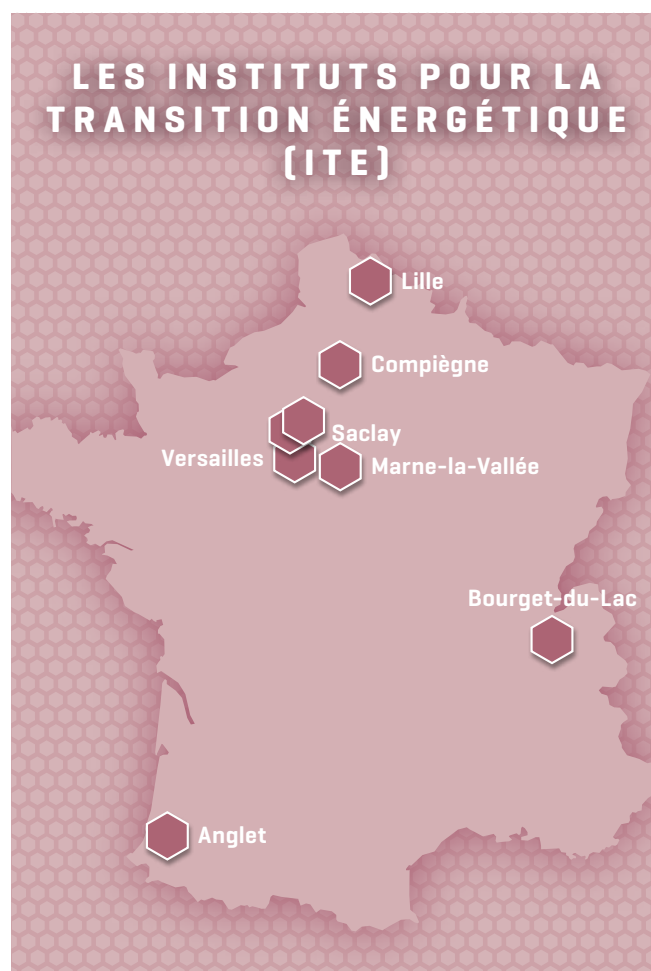 LES INSTITUTS POUR LA
TRANSITION ÉNERGÉTIQUE
(ITE)
Lille
Compiègne
Saclay
Versailles
Marne-la-Vallée
Bourget-du-Lac
Anglet